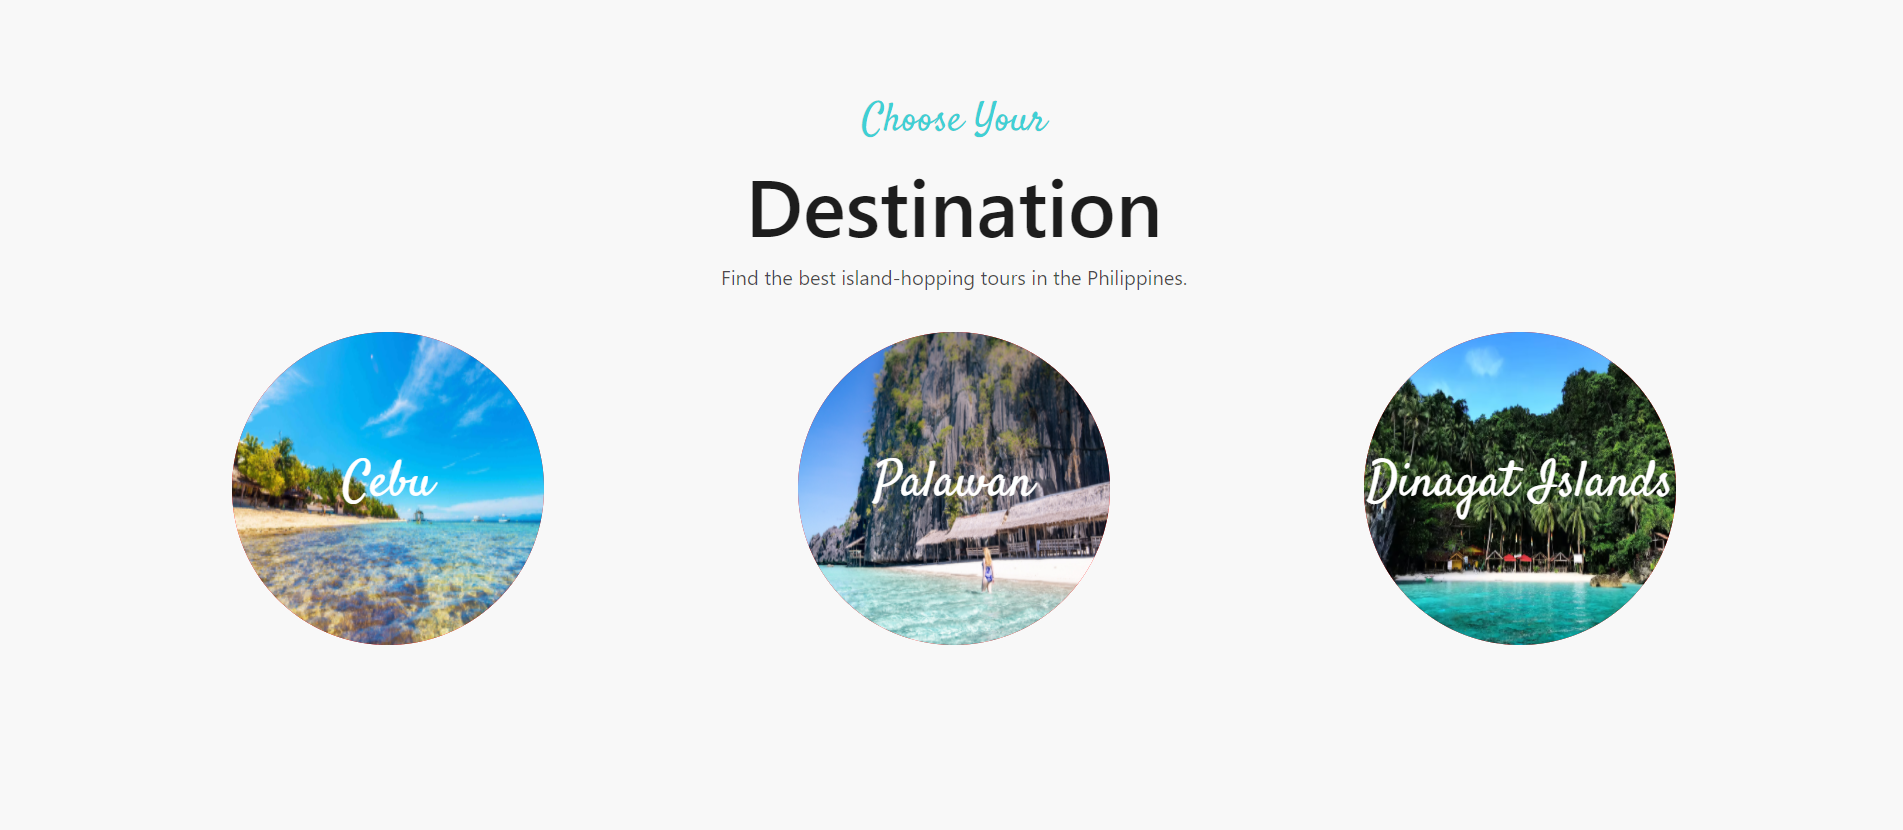 Choose Your
Destination
Find the best island-hopping tours in the Philippines.
Cebu
Palawan
Dinagat Islands